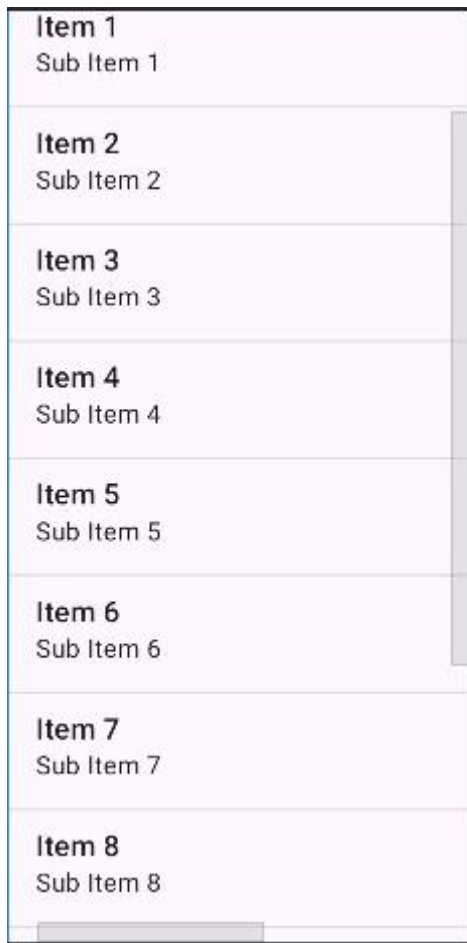 Item 1
Sub Item 1
Item 2
Sub Item 2
Item 3
Sub Item 3
Item 4
Sub Item 4
Item 5
Sub Item 5
Item 6
Sub Item 6
Item 7
Sub Item 7
Item 8
Sub Item 8